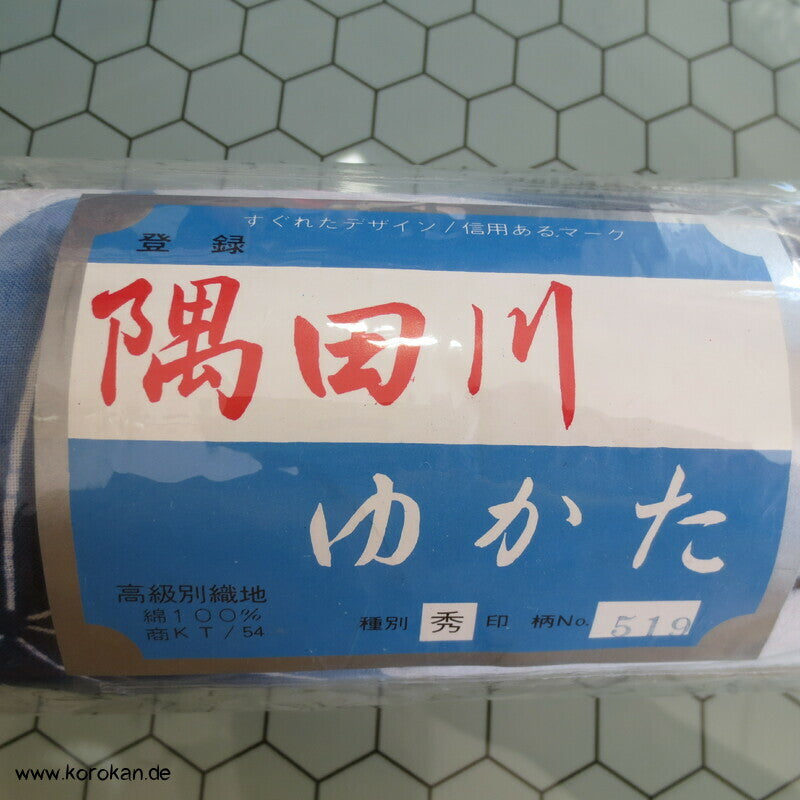 すぐれたデザイン/信用あるマーク
登録
隅田川
ゆかた
高級別織地
綿100%
商KT/54
種別 秀 印 柄No. 519
www.korokan.de